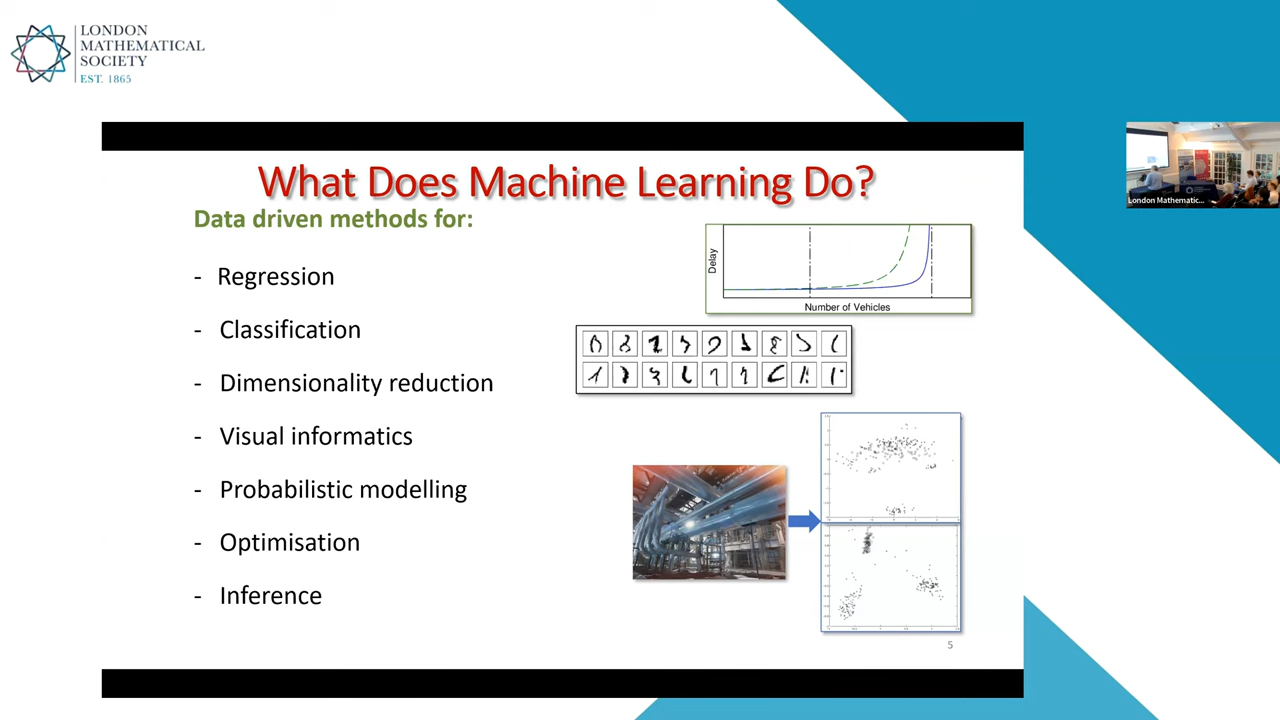 LONDON
MATHEMATICAL
SOCIETY
EST. 1865
What Does Machine Learning Do?
Data driven methods for:
- Regression
- Classification
- Dimensionality reduction
- Visual informatics
- Probabilistic modelling
- Optimisation
- Inference
Delay
Number of Vehicles
London Mathematic...
5